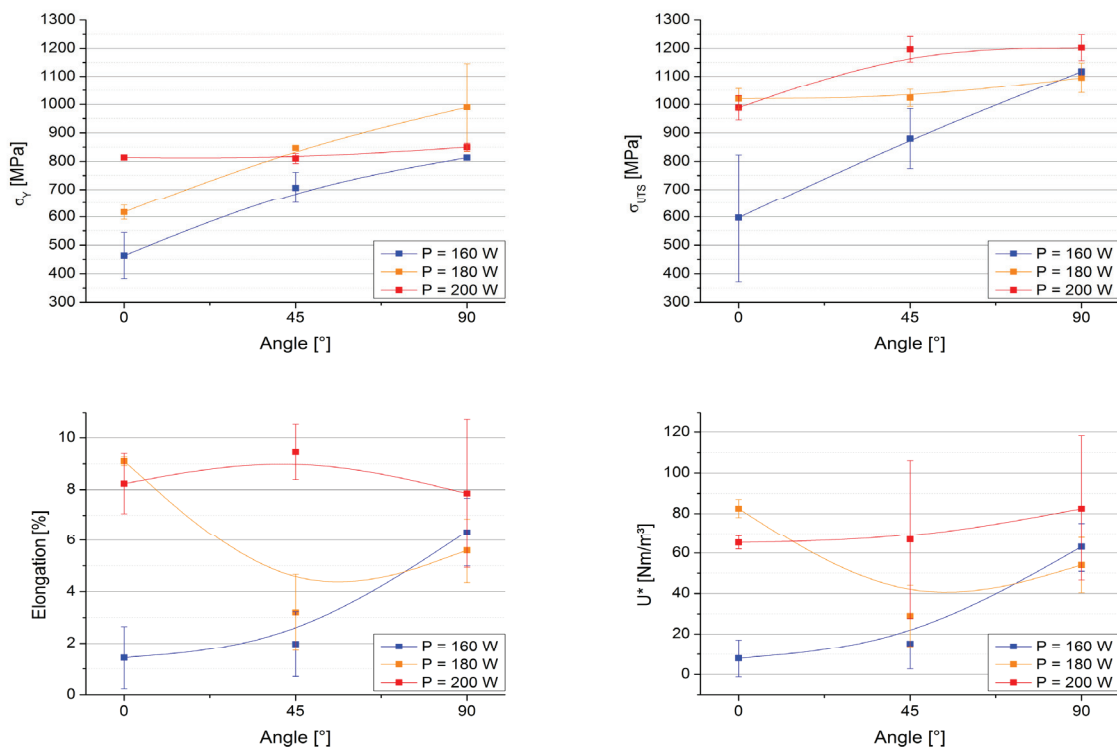 1300
1200
1100
1000
900
800
700
600
500
400
300
σY [MPa]
0
45
90
Angle [°]
P = 160 W
P = 180 W
P = 200 W
1300
1200
1100
1000
900
800
700
600
500
400
300
σUTS [MPa]
0
45
90
Angle [°]
P = 160 W
P = 180 W
P = 200 W
10
8
6
4
2
0
Elongation [%]
0
45
90
Angle [°]
P = 160 W
P = 180 W
P = 200 W
120
100
80
60
40
20
0
U* [Nm/m³]
0
45
90
Angle [°]
P = 160 W
P = 180 W
P = 200 W